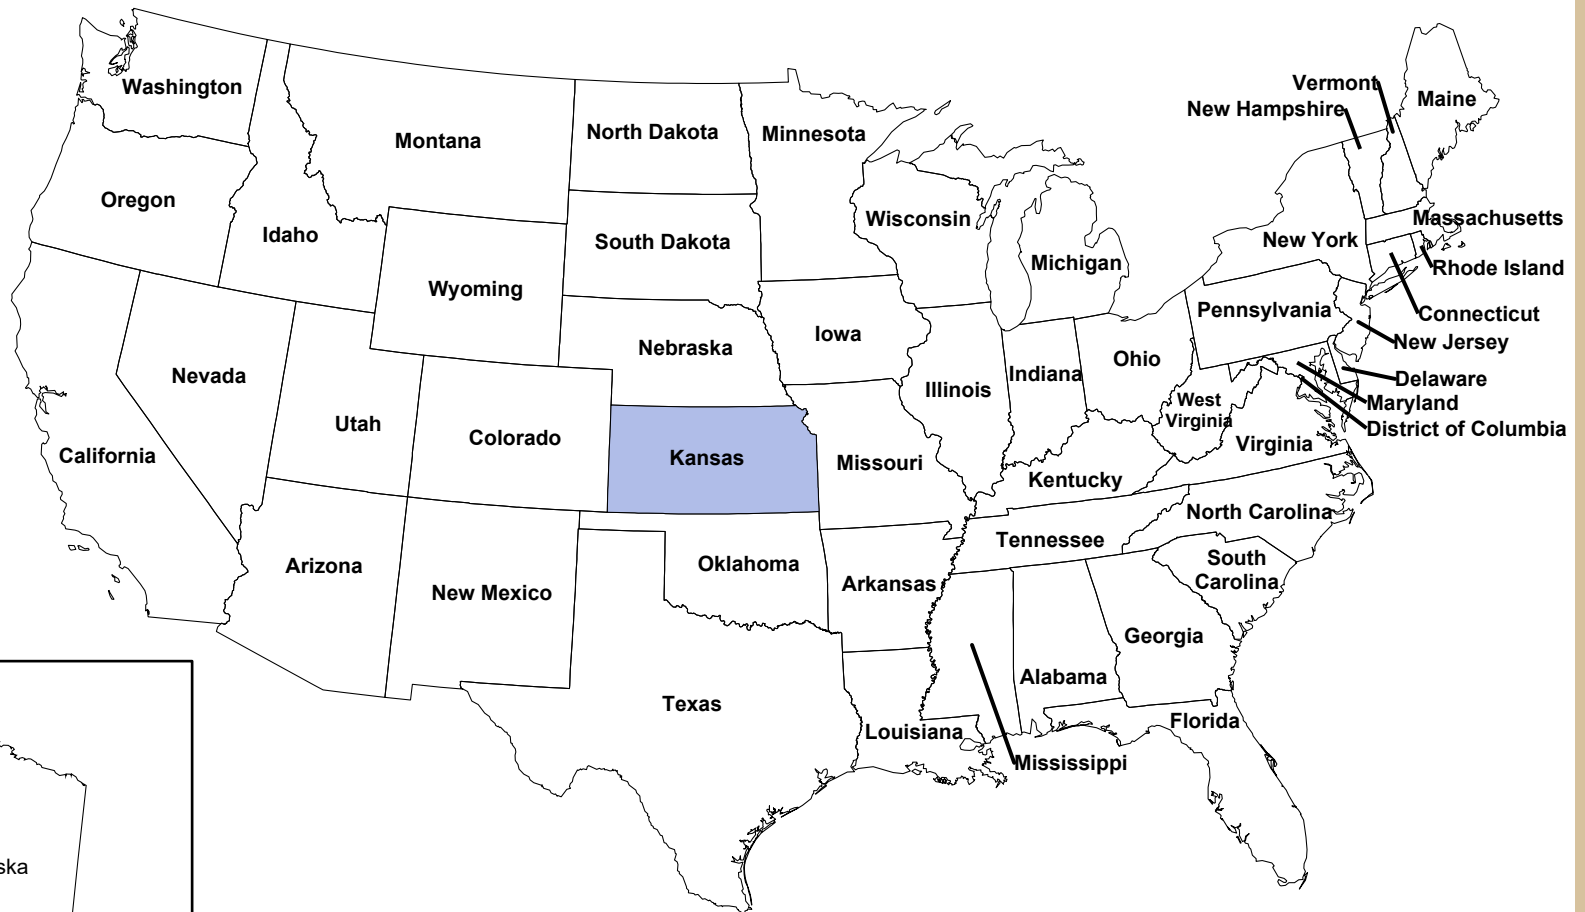 Vermont
New Hampshire
Maine
Washington
Montana
North Dakota
Minnesota
Oregon
Idaho
Wisconsin
Massachusetts
South Dakota
New York
Michigan
Rhode Island
Wyoming
Pennsylvania
Connecticut
Iowa
New Jersey
Nebraska
Ohio
Nevada
Indiana
Delaware
Illinois
Maryland
West
Virginia
Utah
Colorado
District of Columbia
Virginia
California
Kansas
Missouri
Kentucky
North Carolina
Tennessee
South
Carolina
Arizona
Oklahoma
Arkansas
New Mexico
Georgia
Alabama
Texas
Florida
Louisiana
Mississippi
ska